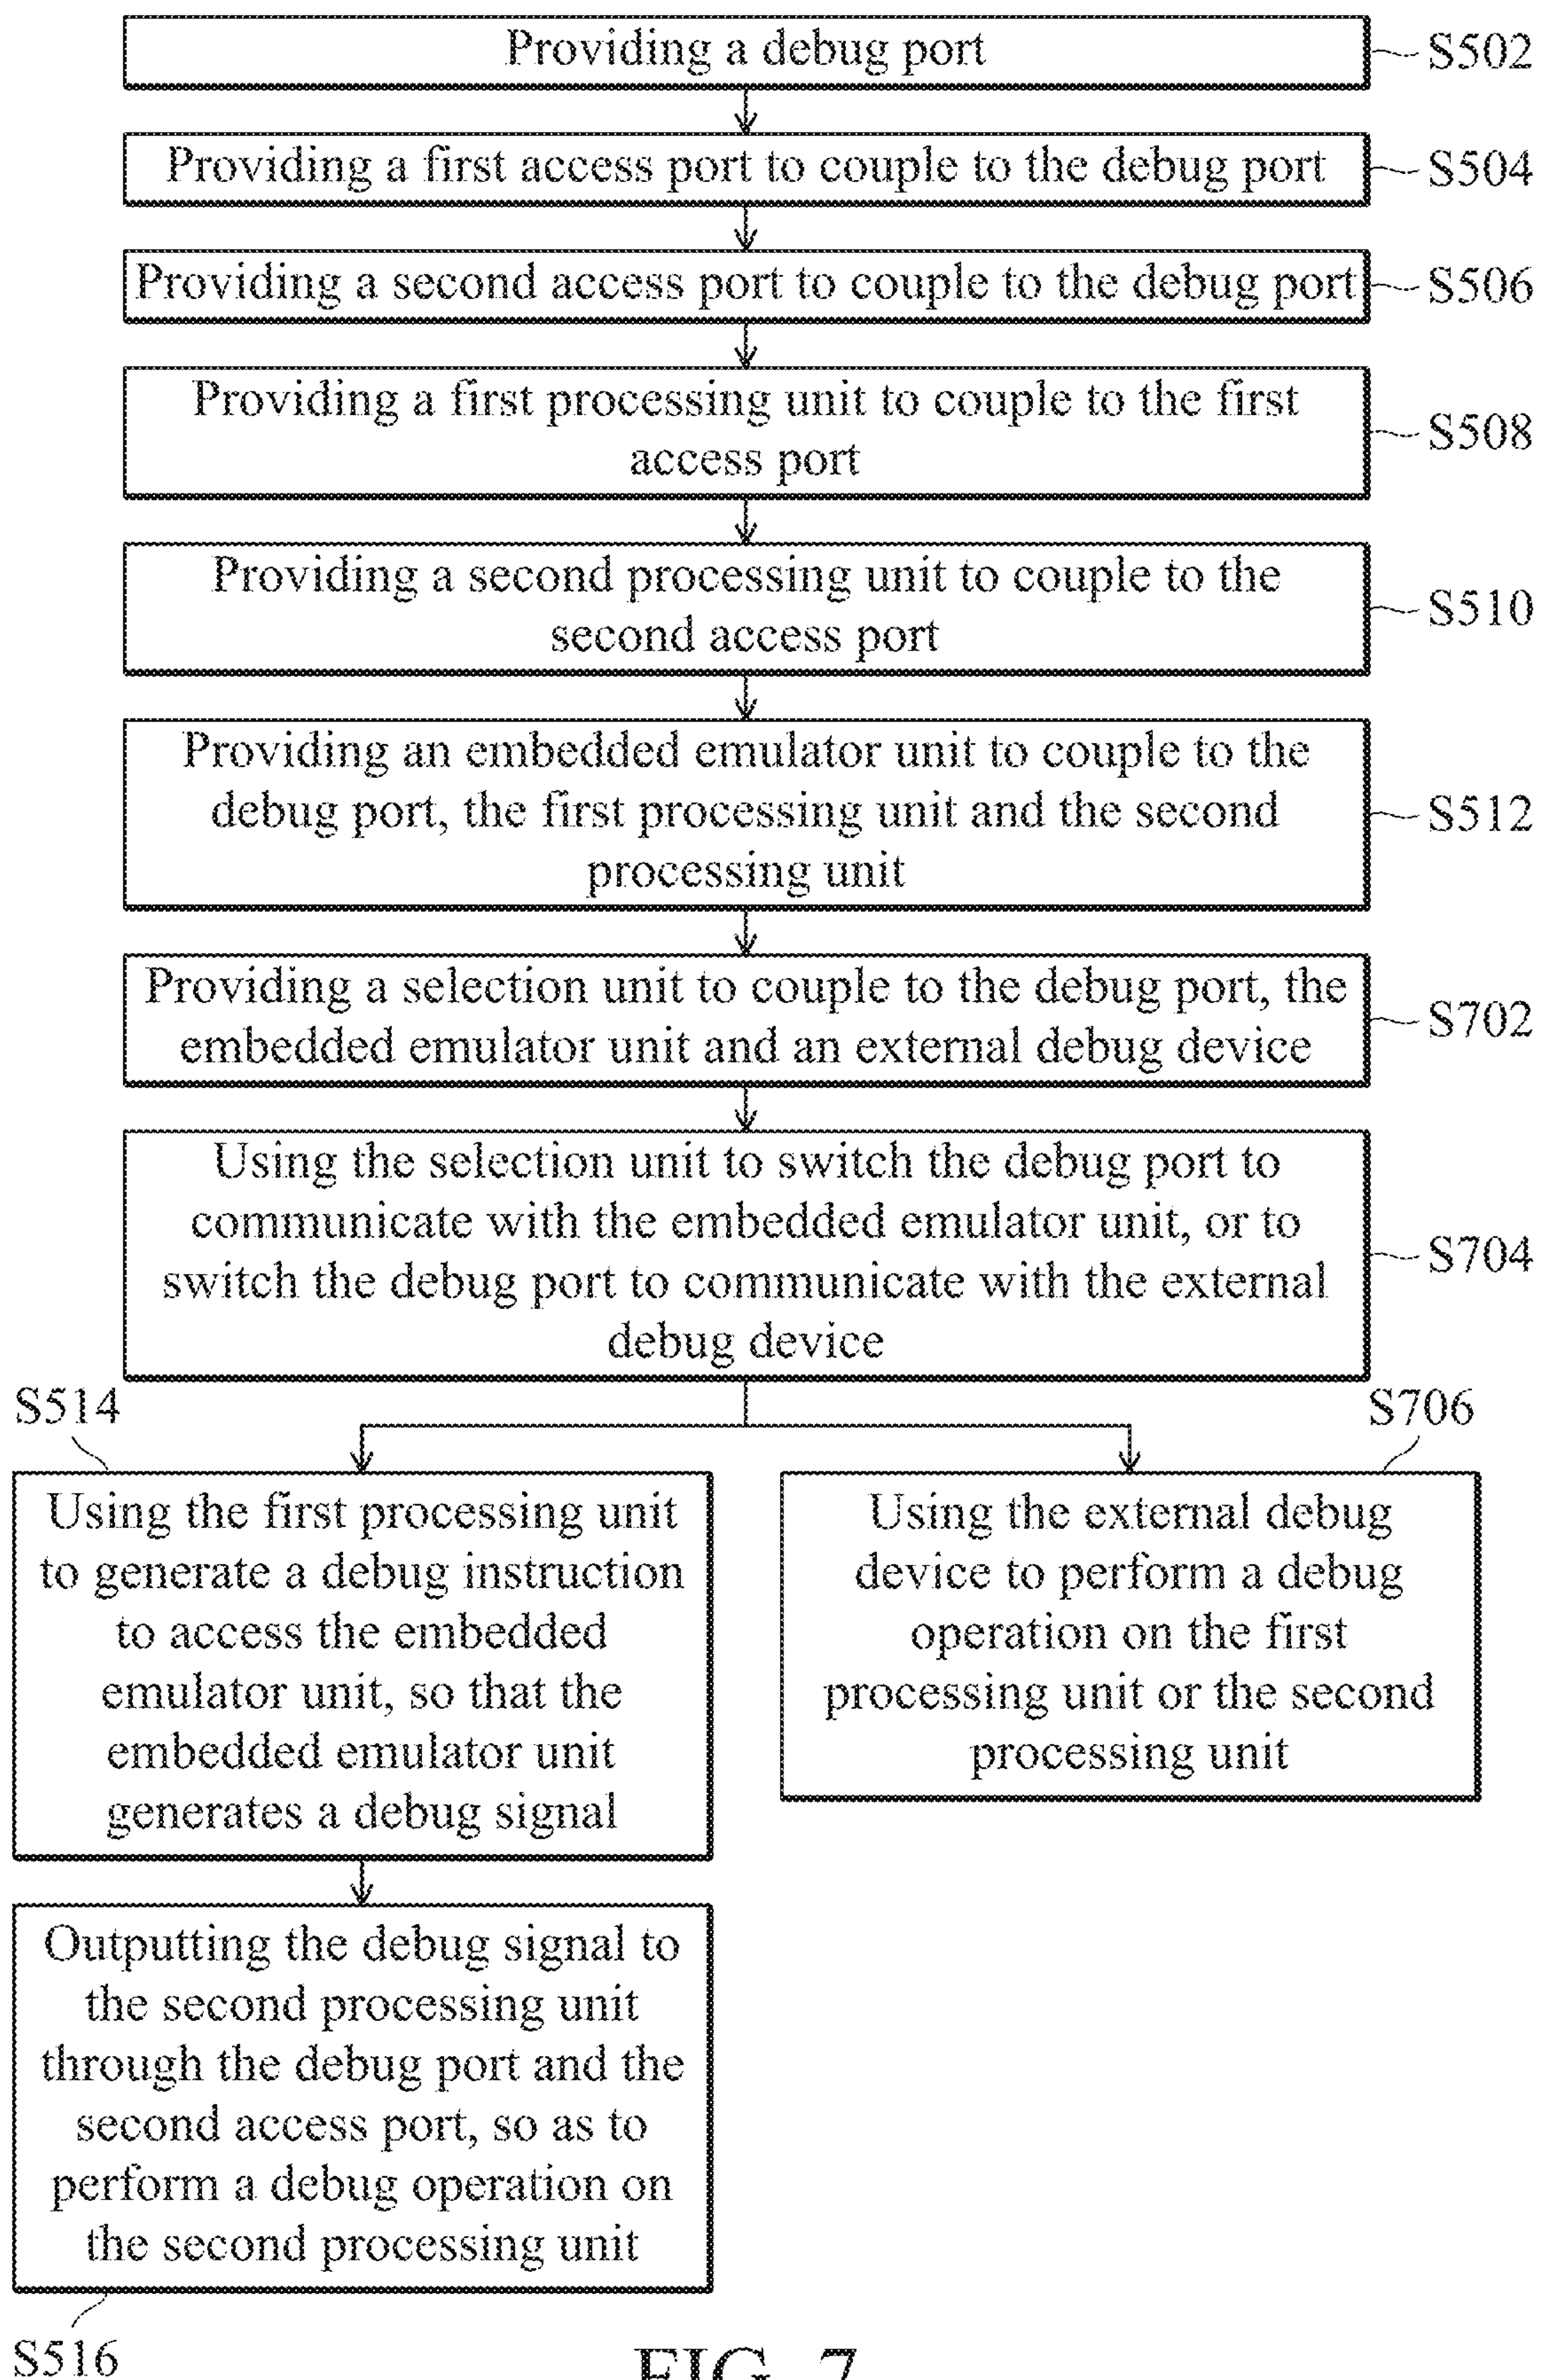 Providing a debug port
S502
Providing a first access port to couple to the debug port
S504
Providing a second access port to couple to the debug port
S506
Providing a first processing unit to couple to the first
access port
S508
Providing a second processing unit to couple to the
second access port
S510
Providing an embedded emulator unit to couple to the
debug port, the first processing unit and the second
processing unit
S512
Providing a selection unit to couple to the debug port, the
embedded emulator unit and an external debug device
S702
Using the selection unit to switch the debug port to
communicate with the embedded emulator unit, or to
switch the debug port to communicate with the external
debug device
S704
S514
Using the first processing unit
to generate a debug instruction
to access the embedded
emulator unit, so that the
embedded emulator unit
generates a debug signal
S706
Using the external debug
device to perform a debug
operation on the first
processing unit or the second
processing unit
Outputting the debug signal to
the second processing unit
through the debug port and the
second access port, so as to
perform a debug operation on
the second processing unit
S516
FIG. 7